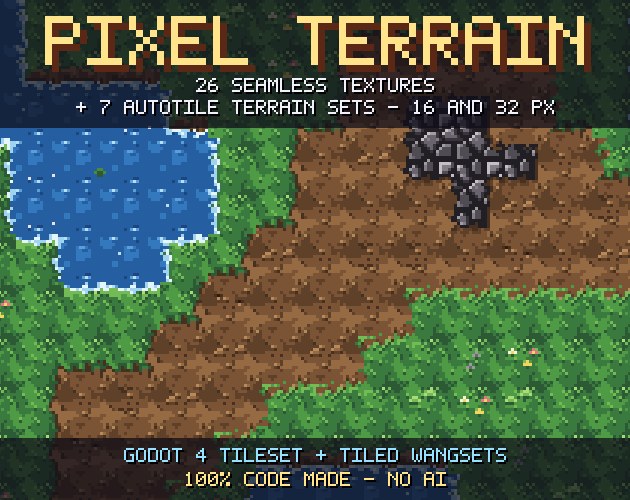 PIXEL TERRAIN
26 SEAMLESS TEXTURES
+ 7 AUTOTILE TERRAIN SETS - 16 AND 32 PX
GODOT 4 TILESET + TILED WANGSETS
100% CODE MADE - NO AI